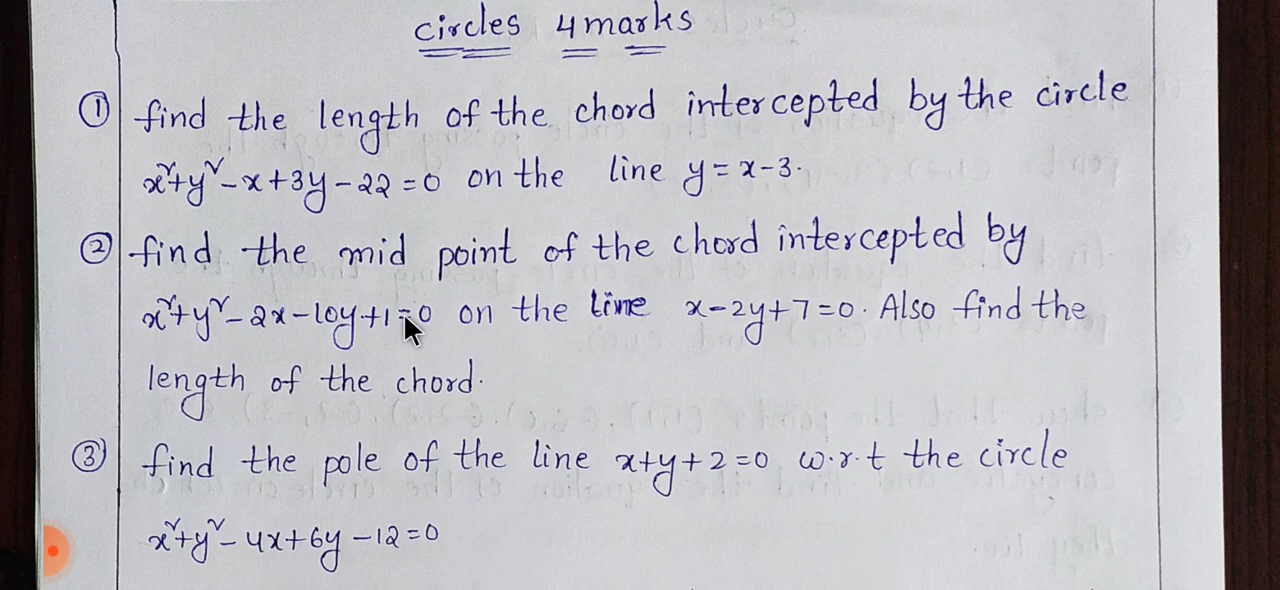 circles 4 marks
① find the length of the chord intercepted by the circle
x²+y²-x+3y-22=0 on the line y=x-3.
② find the mid point of the chord intercepted by
x²+y²-2x-10y+1=0 on the line x-2y+7=0. Also find the
length of the chord.
③ find the pole of the line x+y+2=0 w.r.t the circle
x²+y²-4x+6y-12=0